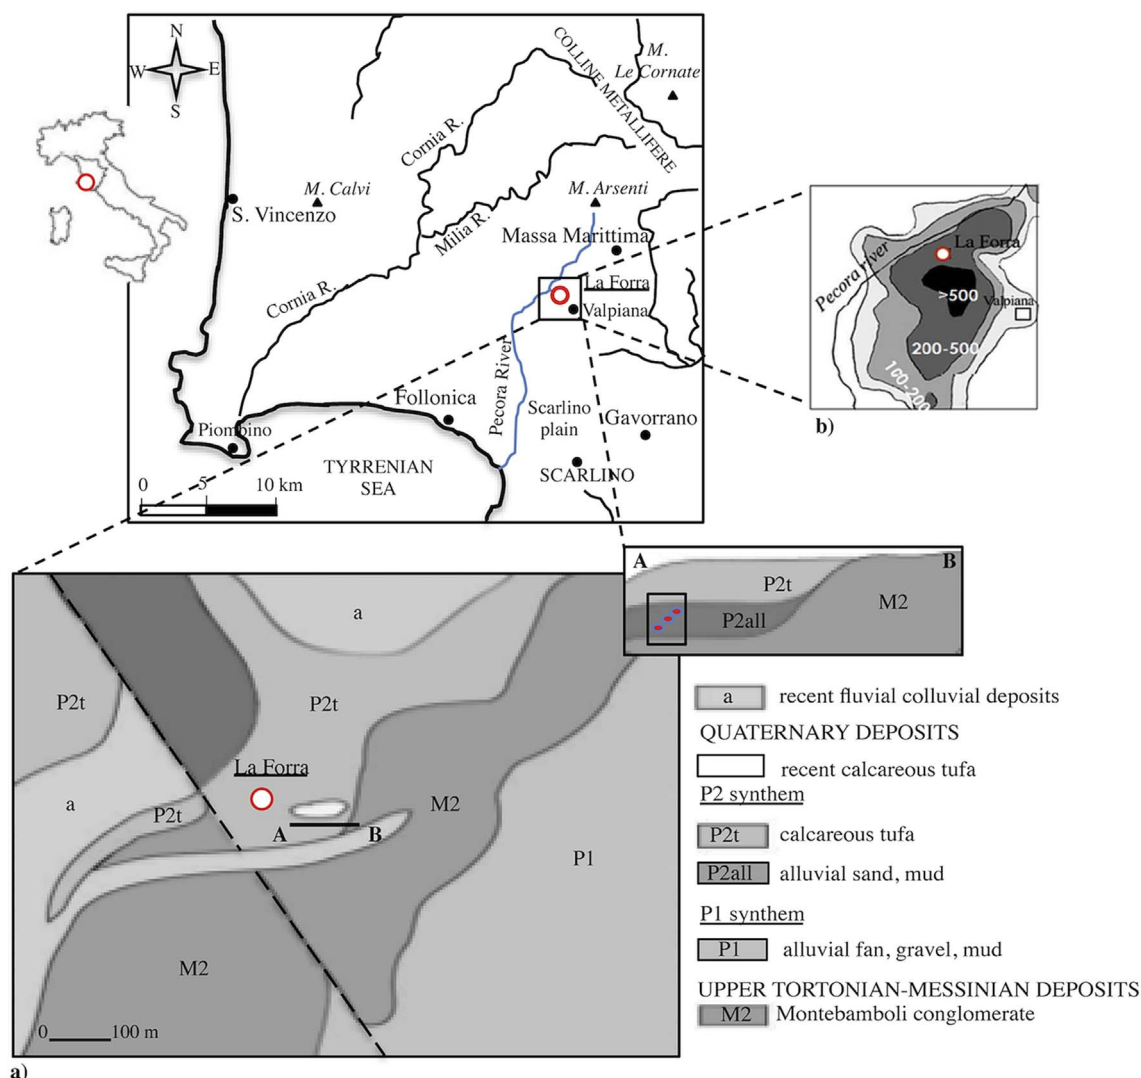 N
W E
S
COLLINE METALLIFERE
M.
Le Cornate
Cornia R.
M. Calvi
M. Arsenti
S. Vincenzo
Milia R.
Massa Marittima
La Forra
Valpiana
Cornia R.
Pecora River
Follonica
Scarlino
plain
Gavorrano
Piombino
TYRRENIAN
SEA
SCARLINO
0 5 10 km
La Forra
Pecora river
>500
Valpiana
200-500
100-200
b)
A B
P2t
M2
P2all
a
P2t
P2t
La Forra
a
P2t
A B
M2
P1
M2
0 100 m
a)
a recent fluvial colluvial deposits
QUATERNARY DEPOSITS
recent calcareous tufa
P2 synthem
P2t calcareous tufa
P2all alluvial sand, mud
P1 synthem
P1 alluvial fan, gravel, mud
UPPER TORTONIAN-MESSINIAN DEPOSITS
M2 Montebamboli conglomerate